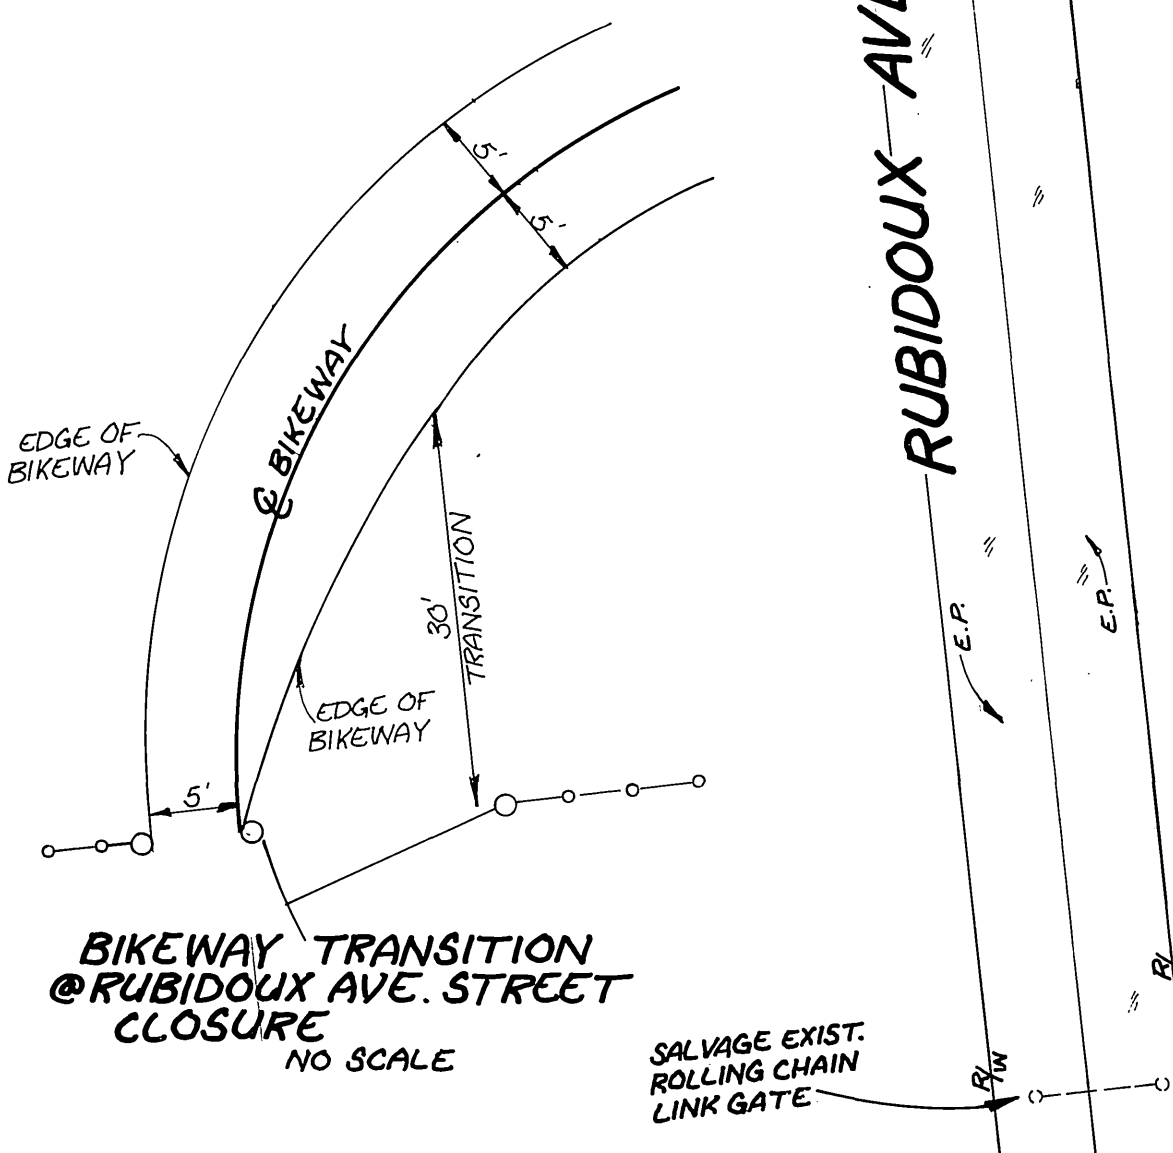 5'
5'
RUBIDOUX AVE
℄ BIKEWAY
EDGE OF
BIKEWAY
30'
TRANSITION
EDGE OF
BIKEWAY
5'
E.P.
E.P.
BIKEWAY TRANSITION
@ RUBIDOUX AVE. STREET
CLOSURE
NO SCALE
SALVAGE EXIST.
ROLLING CHAIN
LINK GATE
R/W
R/